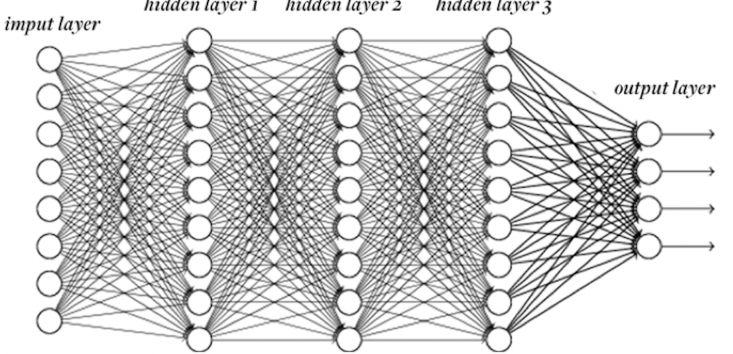 imput layer
hidden layer 1
hidden layer 2
hidden layer 3
output layer